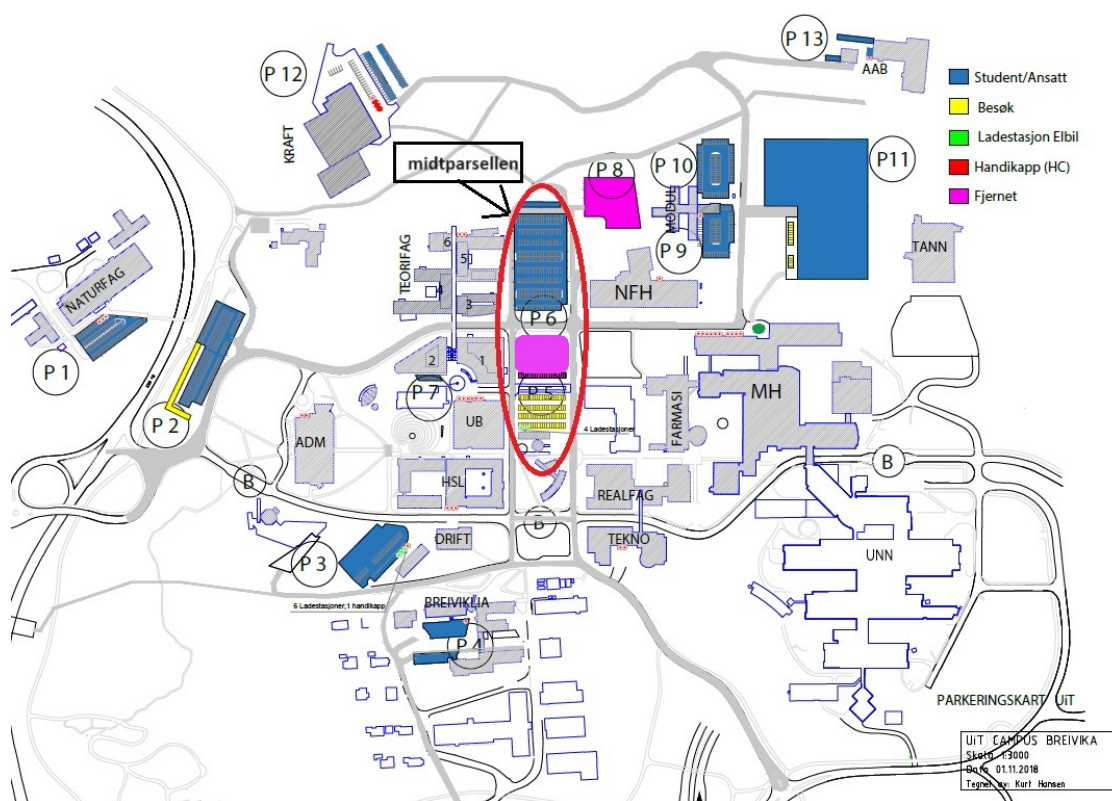 P 13
AAB
Student/Ansatt
Besøk
Ladestasjon Elbil
Handikapp (HC)
Fjernet
P 12
KRAFT
midtparsellen
P 8
P 10
P11
MODUL
P 9
TANN
NATURFAG
TEORIFAG
6
5
4
3
NFH
P 6
P 1
2
1
P 5
P 7
MH
P 2
ADM
UB
4 Ladestasjoner
FARMASI
B
HSL
REALFAG
B
B
P 3
DRIFT
TEKNO
UNN
6 Ladestasjoner,1 handikapp
BREIVIKLIA
P 4
PARKERINGSKART UiT
UiT CAMPUS BREIVIKA
Skala 1:3000
Dato 01.11.2018
Tegnet av: Kurt Hansen